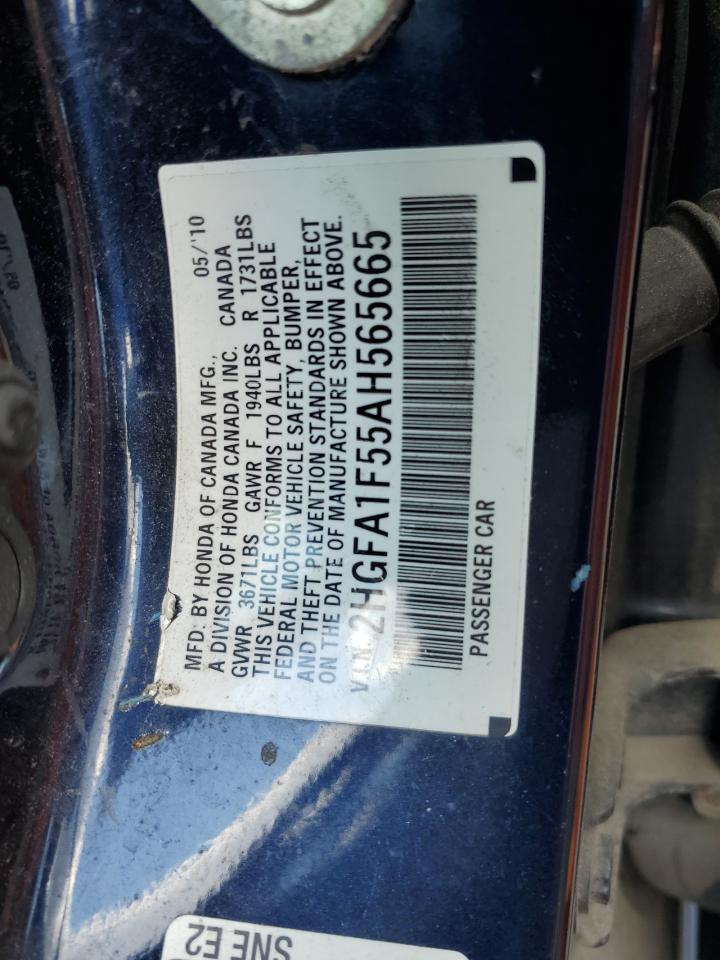 MFD: BY HONDA OF CANADA MFG., 05/'10
A DIVISION OF HONDA CANADA INC. CANADA
GVWR 3671LBS GAWR F 1940LBS R 1731LBS
THIS VEHICLE CONFORMS TO ALL APPLICABLE
FEDERAL MOTOR VEHICLE SAFETY, BUMPER,
AND THEFT PREVENTION STANDARDS IN EFFECT
ON THE DATE OF MANUFACTURE SHOWN ABOVE.
V.I.N.: 2HGFA1F55AH565665
PASSENGER CAR
SNE E2